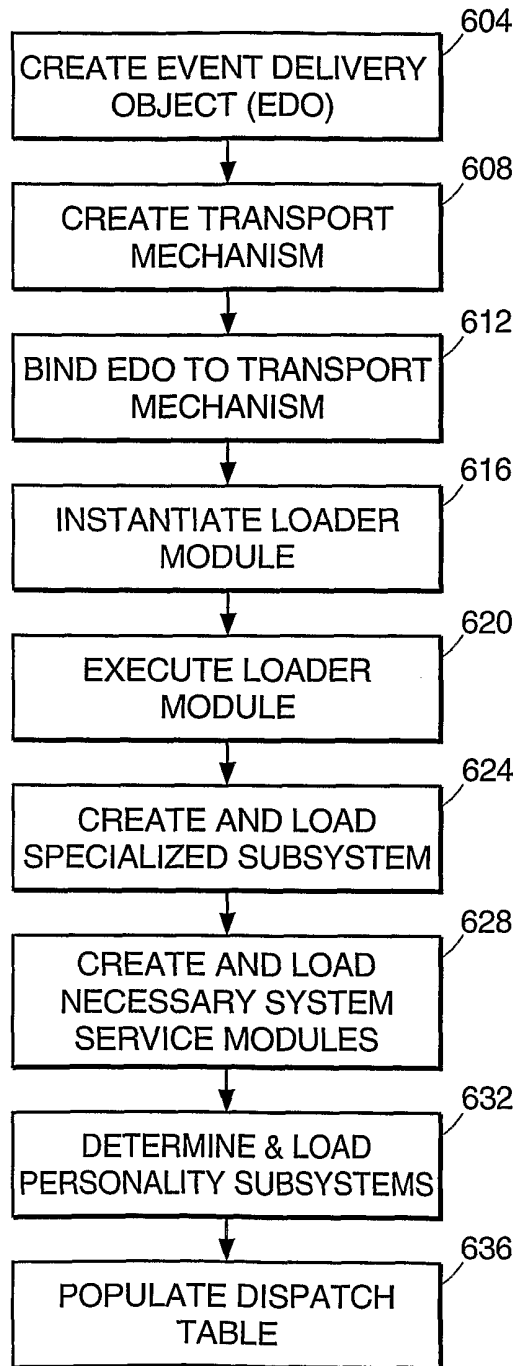 604
CREATE EVENT DELIVERY
OBJECT (EDO)
608
CREATE TRANSPORT
MECHANISM
612
BIND EDO TO TRANSPORT
MECHANISM
616
INSTANTIATE LOADER
MODULE
620
EXECUTE LOADER
MODULE
624
CREATE AND LOAD
SPECIALIZED SUBSYSTEM
628
CREATE AND LOAD
NECESSARY SYSTEM
SERVICE MODULES
632
DETERMINE & LOAD
PERSONALITY SUBSYSTEMS
636
POPULATE DISPATCH
TABLE